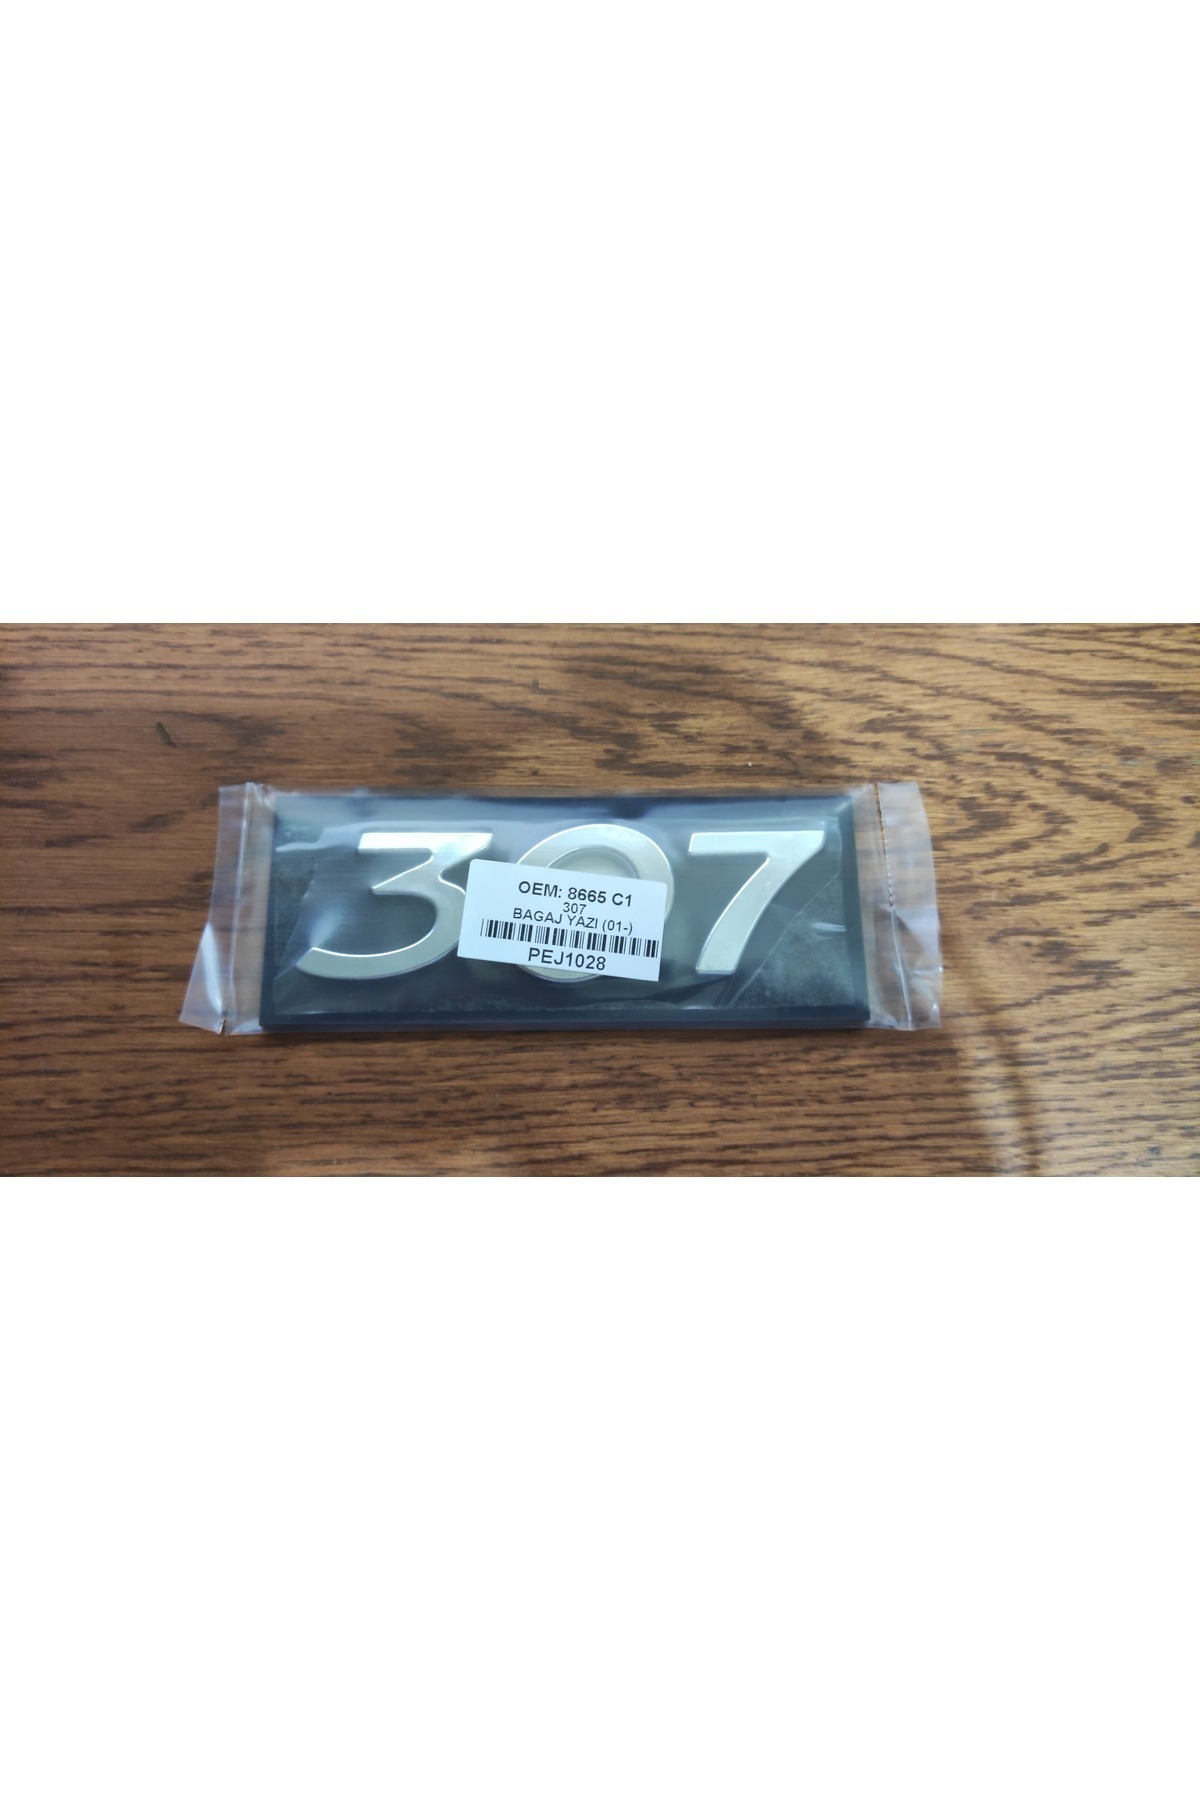 307
OEM: 8665 C1
307
BAGAJ YAZI (01-)
PEJ1028